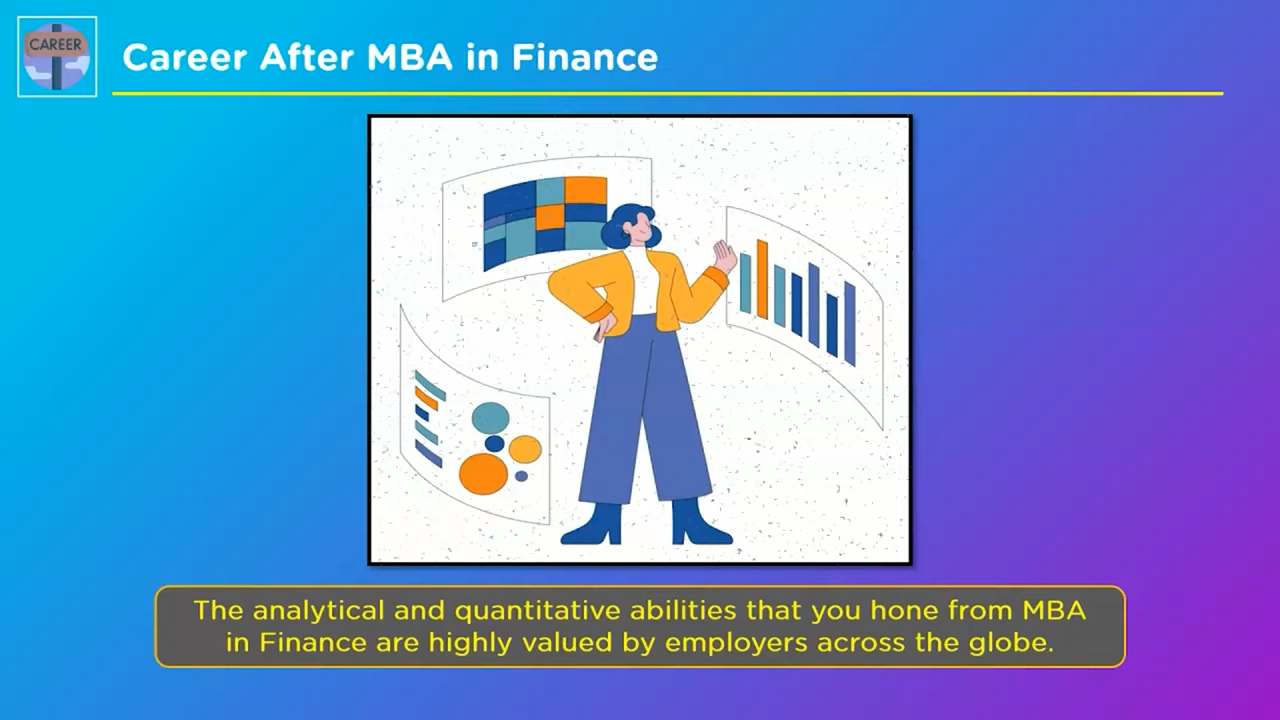 CAREER
Career After MBA in Finance
The analytical and quantitative abilities that you hone from MBA
in Finance are highly valued by employers across the globe.